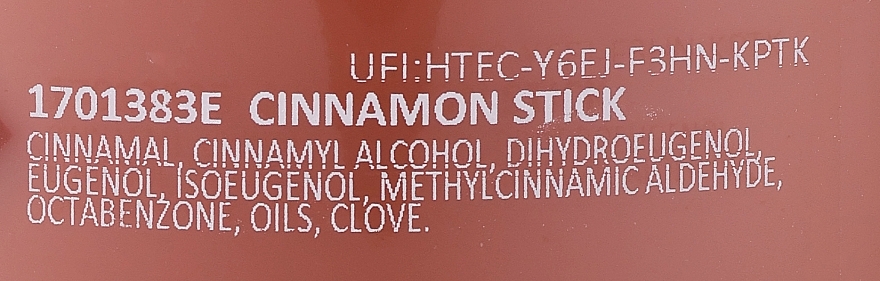 UFI:HTEC-Y6EJ-F3HN-KPTK
1701383E CINNAMON STICK
CINNAMAL, CINNAMYL ALCOHOL, DIHYDROEUGENOL,
EUGENOL, ISOEUGENOL, METHYLCINNAMIC ALDEHYDE,
OCTABENZONE, OILS, CLOVE.